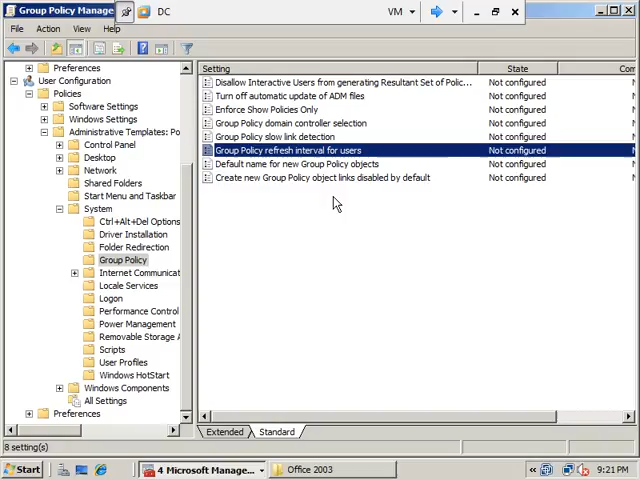 Group Policy Manage
DC
VM
File Action View Help
Preferences
User Configuration
Policies
Software Settings
Windows Settings
Administrative Templates: Po
Control Panel
Desktop
Network
Shared Folders
Start Menu and Taskbar
System
Ctrl+Alt+Del Options
Driver Installation
Folder Redirection
Group Policy
Internet Communicat
Locale Services
Logon
Performance Control
Power Management
Removable Storage A
Scripts
User Profiles
Windows HotStart
Windows Components
All Settings
Preferences
Setting State Co
Disallow Interactive Users from generating Resultant Set of Polic... Not configured
Turn off automatic update of ADM files Not configured
Enforce Show Policies Only Not configured
Group Policy domain controller selection Not configured
Group Policy slow link detection Not configured
Group Policy refresh interval for users Not configured
Default name for new Group Policy objects Not configured
Create new Group Policy object links disabled by default Not configured
Extended Standard
8 setting(s)
Start 4 Microsoft Manage... Office 2003 9:21 PM